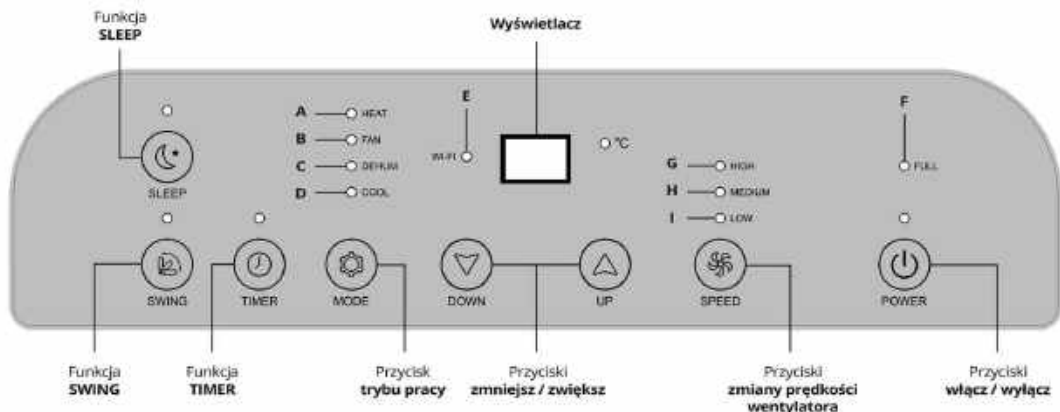 Funkcja
SLEEP
Wyświetlacz
A HEAT
B FAN
C DEHUM
D COOL
E
WI-FI
°C
F
FULL
G HIGH
H MEDIUM
I LOW
SLEEP
SWING
TIMER
MODE
DOWN
UP
SPEED
POWER
Funkcja
SWING
Funkcja
TIMER
Przycisk
trybu pracy
Przyciski
zmniejsz / zwiększ
Przyciski
zmiany prędkości
wentylatora
Przyciski
włącz / wyłącz